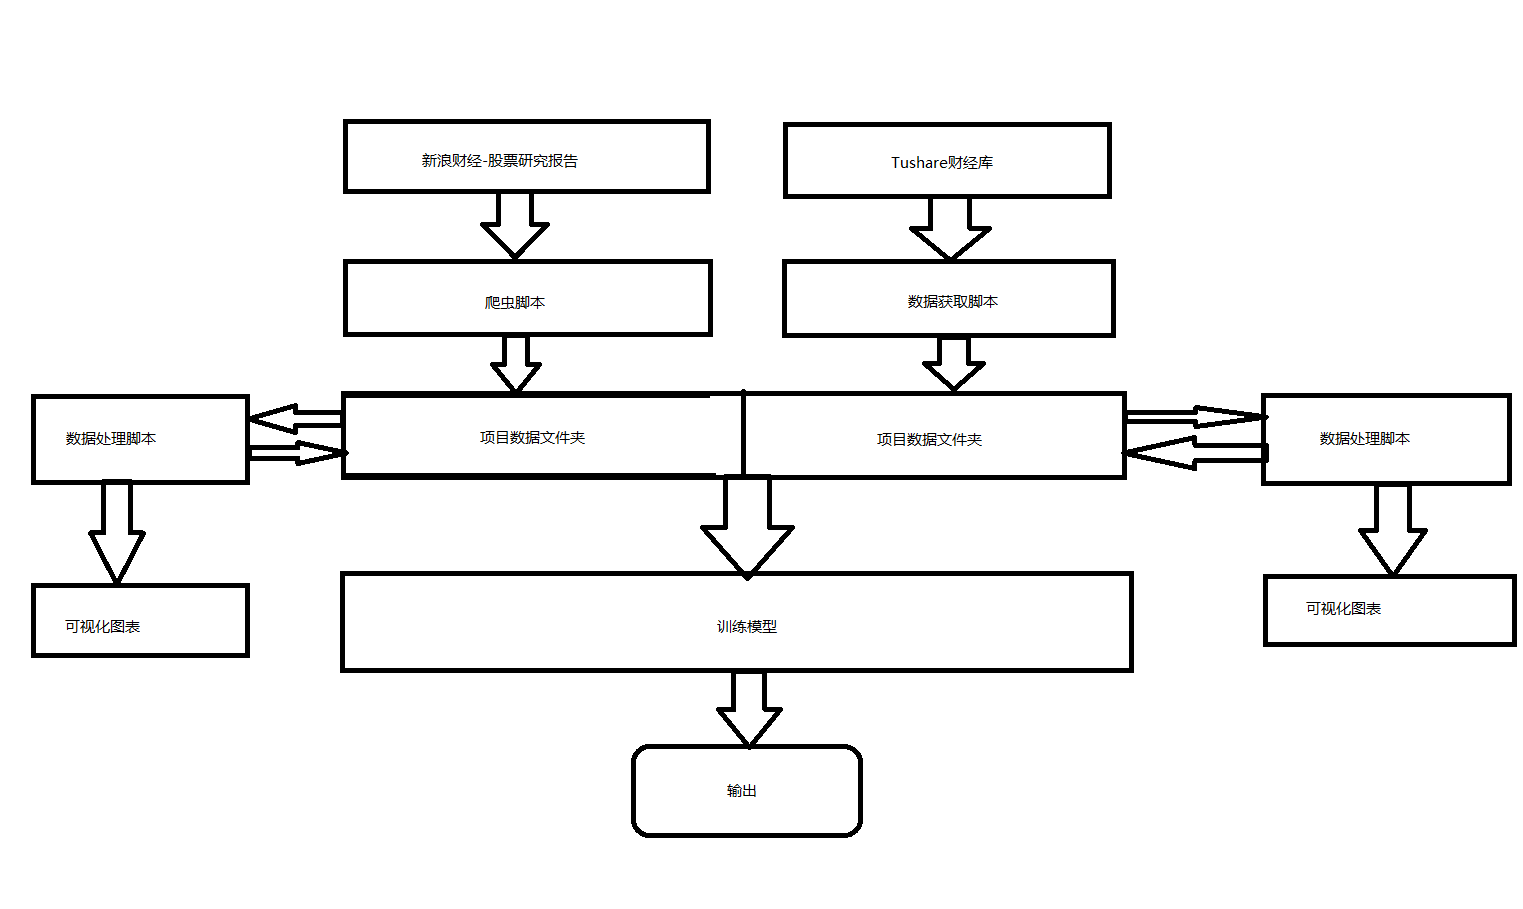 新浪财经-股票研究报告
Tushare财经库
爬虫脚本
数据获取脚本
数据处理脚本
项目数据文件夹
项目数据文件夹
数据处理脚本
可视化图表
训练模型
可视化图表
输出